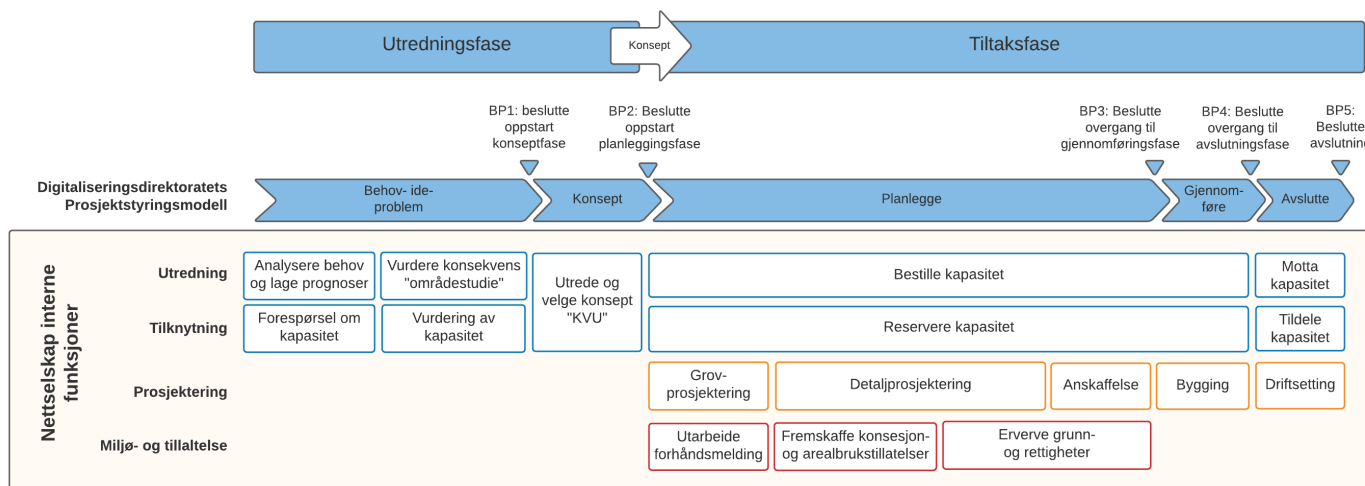 Utredningsfase
Konsept
Tiltaksfase
BP1: beslutte
oppstart
konseptfase
BP2: Beslutte
oppstart
planleggingsfase
BP3: Beslutte
overgang til
gjennomføringsfase
BP4: Beslutte
overgang til
avslutningsfase
BP5:
Beslutte
avslutning
Digitaliseringsdirektoratets
Prosjektstyringsmodell
Behov- ide-
problem
Konsept
Planlegge
Gjennom-
føre
Avslutte
Nettselskap interne
funksjoner
Utredning
Analysere behov
og lage prognoser
Vurdere konsekvens
"områdestudie"
Utrede og
velge konsept
"KVU"
Bestille kapasitet
Motta
kapasitet
Tilknytning
Forespørsel om
kapasitet
Vurdering av
kapasitet
Reservere kapasitet
Tildele
kapasitet
Prosjektering
Grov-
prosjektering
Detaljprosjektering
Anskaffelse
Bygging
Driftsetting
Miljø- og tillaltelse
Utarbeide
forhåndsmelding
Fremskaffe konsesjon-
og arealbrukstillatelser
Erverve grunn-
og rettigheter